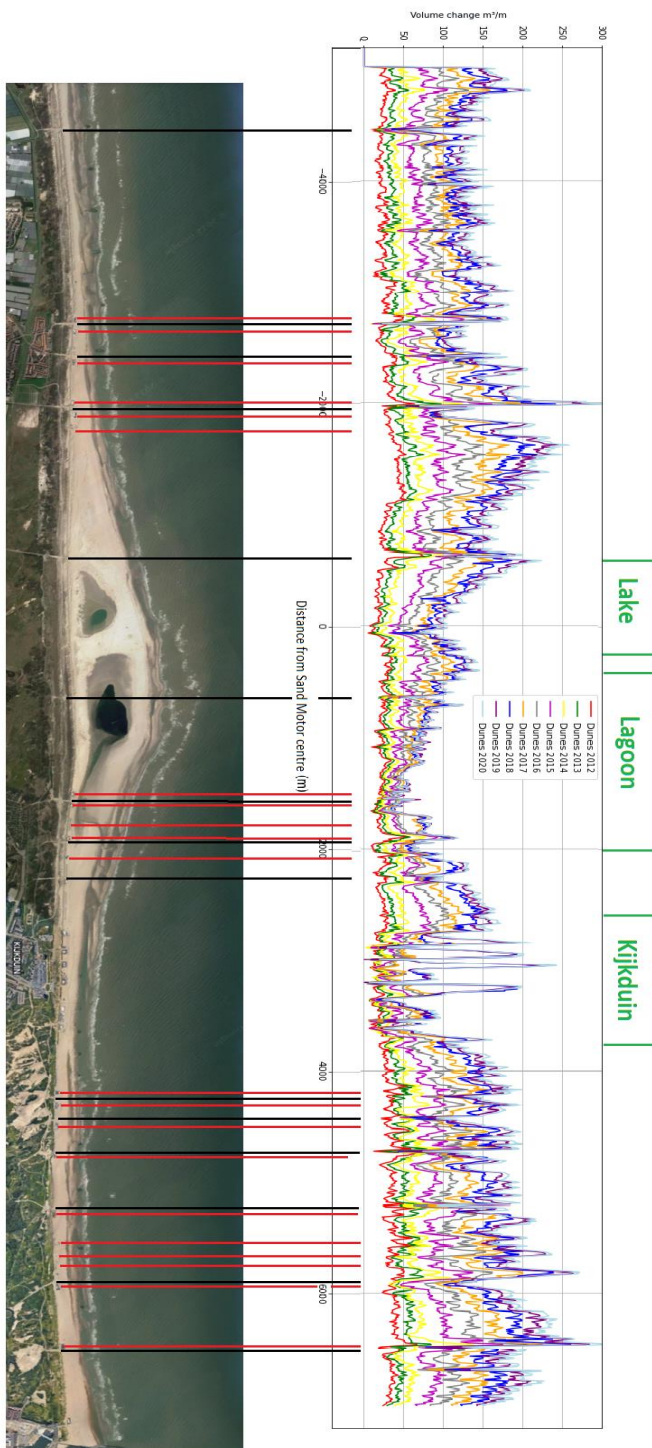 Volume change m³/m
0
50
100
150
200
250
300
−4000
−2000
0
2000
4000
6000
Distance from Sand Motor centre (m)
Dunes 2012
Dunes 2013
Dunes 2014
Dunes 2015
Dunes 2016
Dunes 2017
Dunes 2018
Dunes 2019
Dunes 2020
Lake
Lagoon
Kijkduin
KIJKDUIN